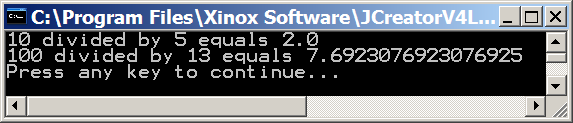 C:\Program Files\Xinox Software\JCreatorV4L...
10 divided by 5 equals 2.0
100 divided by 13 equals 7.6923076923076925
Press any key to continue...